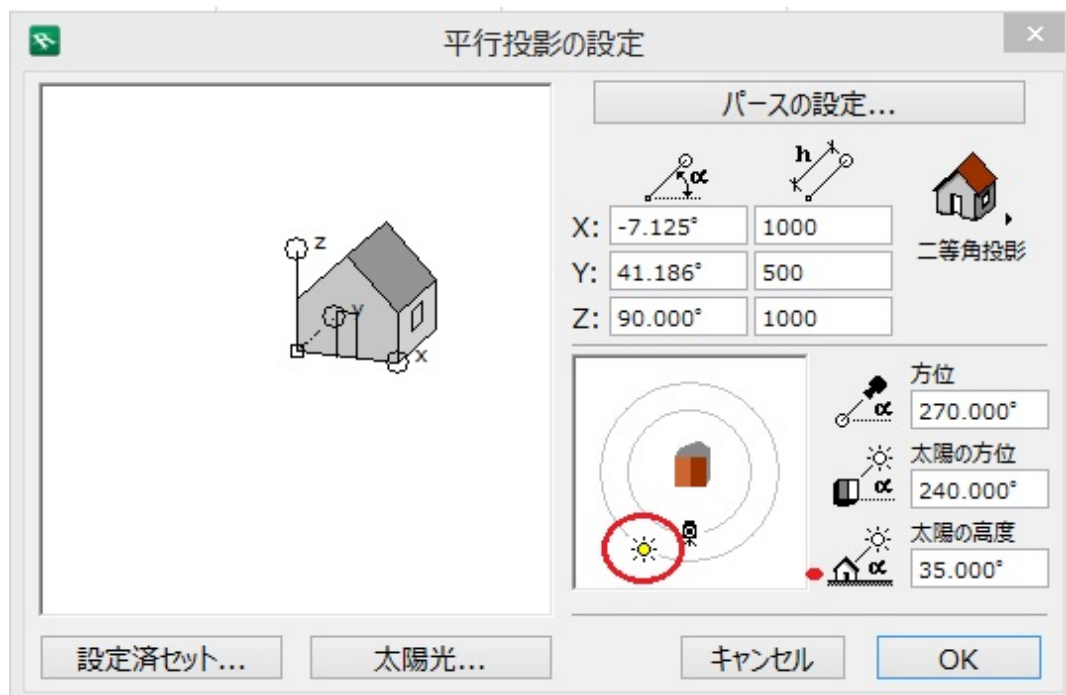 平行投影の設定
×
パースの設定...
α h
X: -7.125° 1000
Y: 41.186° 500
Z: 90.000° 1000
二等角投影
z
y
x
方位
α 270.000°
太陽の方位
α 240.000°
太陽の高度
α 35.000°
設定済セット... 太陽光... キャンセル OK